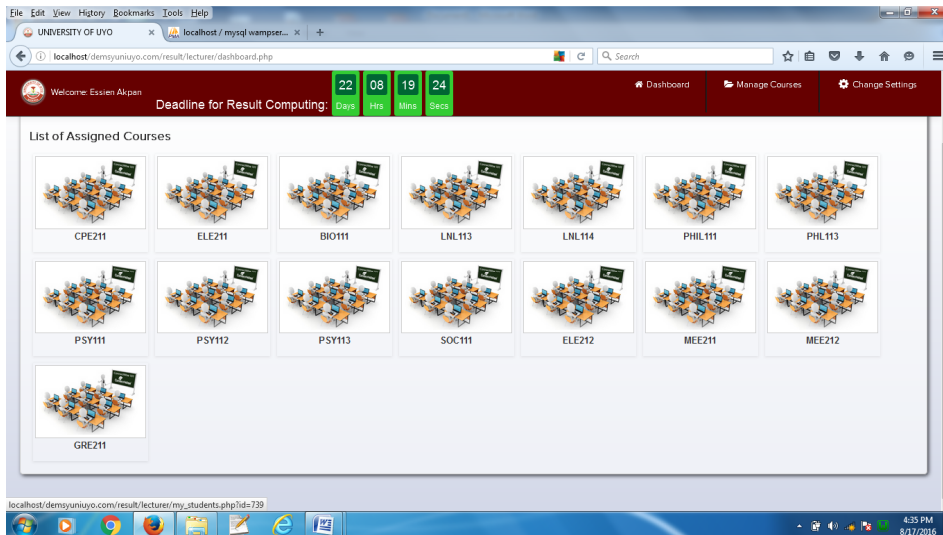 File Edit View History Bookmarks Tools Help
UNIVERSITY OF UYO × localhost / mysql wampser... × +
localhost/demsyuniuyo.com/result/lecturer/dashboard.php Search
Welcome: Essien Akpan
Deadline for Result Computing:
22 08 19 24
Days Hrs Mins Secs
Dashboard Manage Courses Change Settings
List of Assigned Courses
CPE211 ELE211 BIO111 LNL113 LNL114 PHIL111 PHL113
PSY111 PSY112 PSY113 SOC111 ELE212 MEE211 MEE212
GRE211
localhost/demsyuniuyo.com/result/lecturer/my_students.php?id=739
4:35 PM
8/17/2016